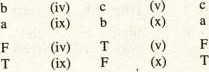 b (iv) c (v) c
a (ix) b (x) a
F (iv) T (v) F
T (ix) F (x) T